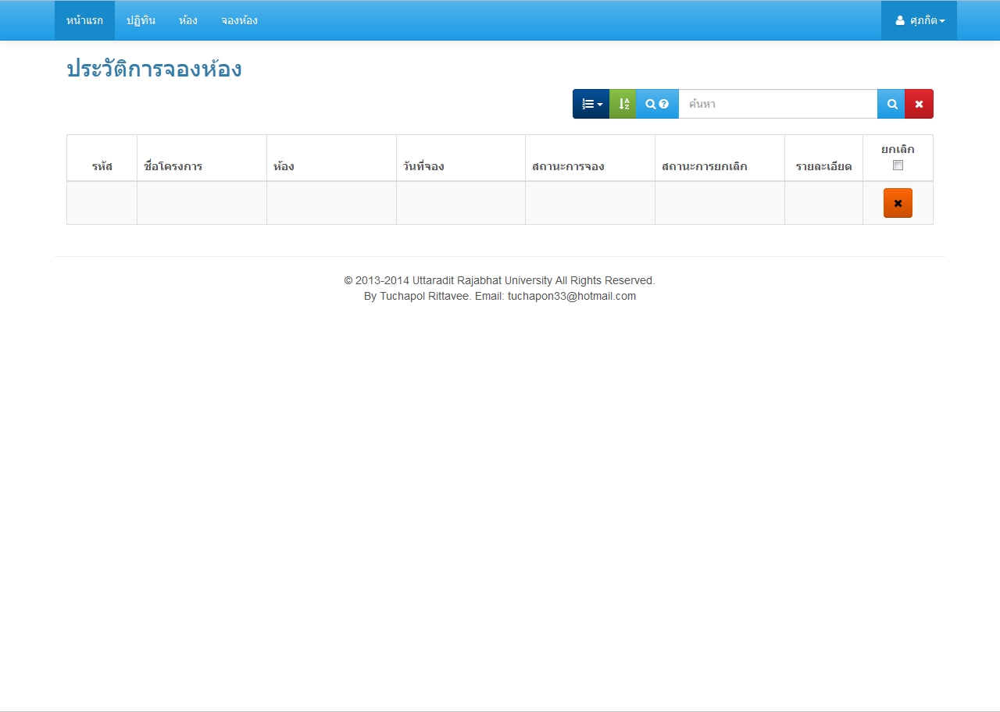 หน้าแรก ปฏิทิน ห้อง จองห้อง ศุภกิต
ประวัติการจองห้อง
ค้นหา
รหัส ชื่อโครงการ ห้อง วันที่จอง สถานะการจอง สถานะการยกเลิก รายละเอียด ยกเลิก
© 2013-2014 Uttaradit Rajabhat University All Rights Reserved.
By Tuchapol Rittavee. Email: tuchapon33@hotmail.com